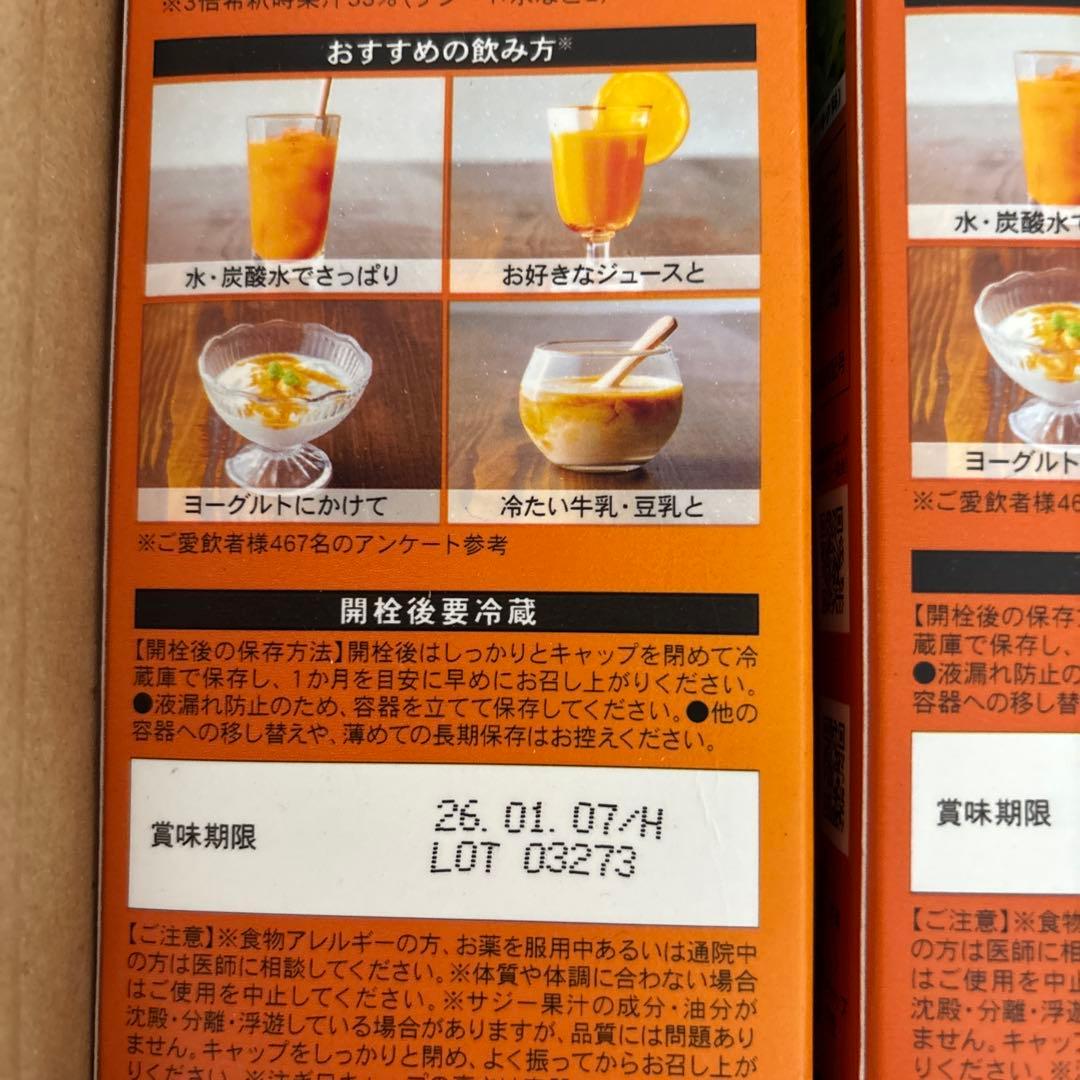 おすすめの飲み方※
水・炭酸水でさっぱり
お好きなジュースと
ヨーグルトにかけて
冷たい牛乳・豆乳と
※ご愛飲者様467名のアンケート参考
開栓後要冷蔵
【開栓後の保存方法】開栓後はしっかりとキャップを閉めて冷
蔵庫で保存し、1か月を目安に早めにお召し上がりください。
●液漏れ防止のため、容器を立てて保存してください。●他の
容器への移し替えや、薄めての長期保存はお控えください。
賞味期限
26.01.07/H
LOT 03273
【ご注意】※食物アレルギーの方、お薬を服用中あるいは通院中
の方は医師に相談してください。※体質や体調に合わない場合
はご使用を中止してください。※サジー果汁の成分・油分が
沈殿・分離・浮遊している場合がありますが、品質には問題あり
ません。キャップをしっかりと閉め、よく振ってからお召し上が
りください。
水・炭酸水で
ヨーグルト
※ご愛飲者様46
【開栓後の保存
蔵庫で保存し、
●液漏れ防止の
容器への移し替
賞味期限
【ご注意】※食物
の方は医師に相
はご使用を中止
沈殿・分離・浮遊
ません。キャップ
りください。